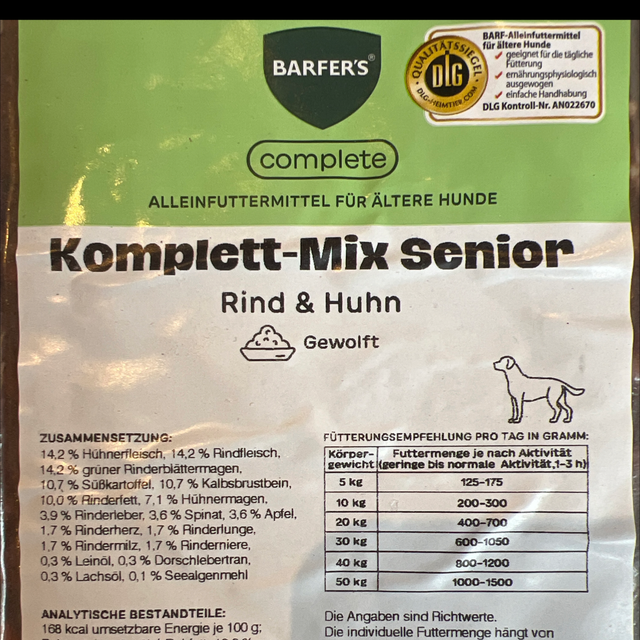 BARFER'S®
QUALITÄTSSIEGEL
DLG
DLG-HEIMTIER.COM
BARF-Alleinfuttermittel
für ältere Hunde
geeignet für die tägliche
Fütterung
ernährungsphysiologisch
ausgewogen
einfache Handhabung
DLG Kontroll-Nr. AN022670
complete
ALLEINFUTTERMITTEL FÜR ÄLTERE HUNDE
Komplett-Mix Senior
Rind & Huhn
Gewolft
ZUSAMMENSETZUNG:
14,2 % Hühnerfleisch, 14,2 % Rindfleisch,
14,2 % grüner Rinderblättermagen,
10,7 % Süßkartoffel, 10,7 % Kalbsbrustbein,
10,0 % Rinderfett, 7,1 % Hühnermagen,
3,9 % Rinderleber, 3,6 % Spinat, 3,6 % Apfel,
1,7 % Rinderherz, 1,7 % Rinderlunge,
1,7 % Rindermilz, 1,7 % Rinderniere,
0,3 % Leinöl, 0,3 % Dorschlebertran,
0,3 % Lachsöl, 0,1 % Seealgenmehl
ANALYTISCHE BESTANDTEILE:
168 kcal umsetzbare Energie je 100 g;
FÜTTERUNGSEMPFEHLUNG PRO TAG IN GRAMM:
Körper- Futtermenge je nach Aktivität
gewicht (geringe bis normale Aktivität,1-3 h)
5 kg 125-175
10 kg 200-300
20 kg 400-700
30 kg 600-1050
40 kg 800-1200
50 kg 1000-1500
Die Angaben sind Richtwerte.
Die individuelle Futtermenge hängt von